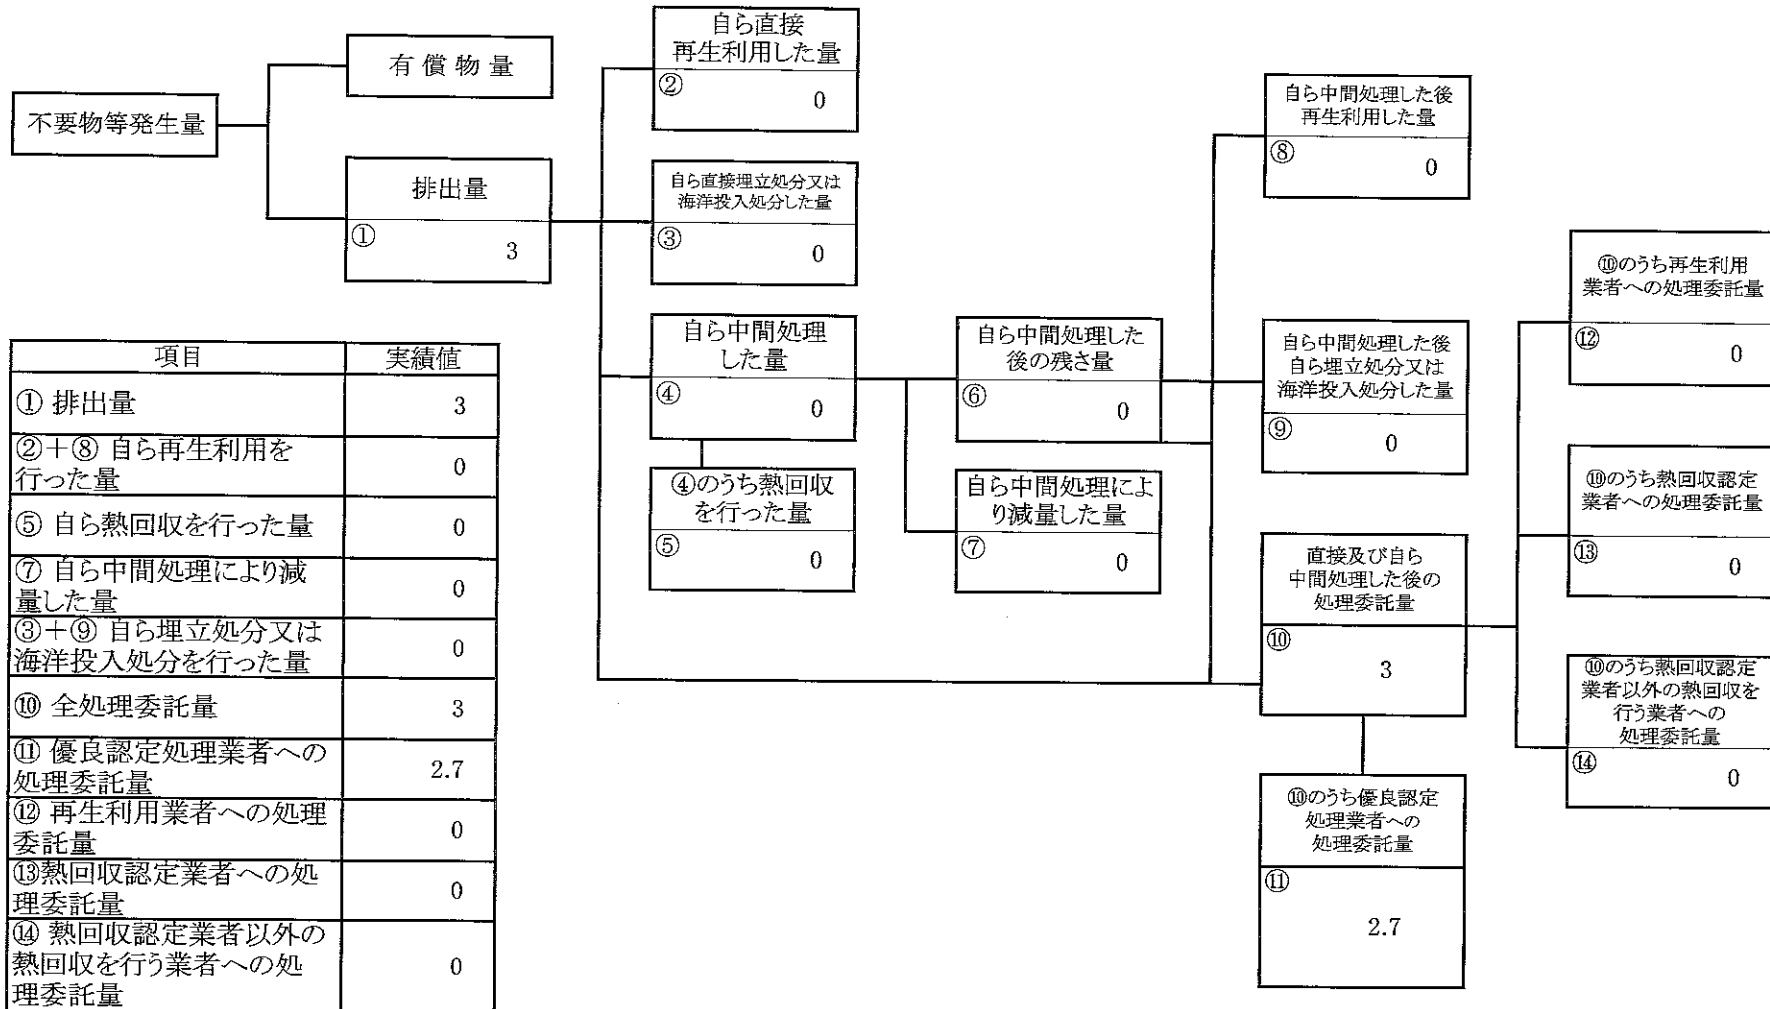 不要物等発生量
有償物量
排出量
①
3
自ら直接
再生利用した量
②
0
自ら直接埋立処分又は
海洋投入処分した量
③
0
自ら中間処理
した量
④
0
④のうち熱回収
を行った量
⑤
0
自ら中間処理した
後の残さ量
⑥
0
自ら中間処理によ
り減量した量
⑦
0
自ら中間処理した後
再生利用した量
⑧
0
自ら中間処理した後
自ら埋立処分又は
海洋投入処分した量
⑨
0
直接及び自ら
中間処理した後の
処理委託量
⑩
3
⑩のうち優良認定
処理業者への
処理委託量
⑪
2.7
⑩のうち再生利用
業者への処理委託量
⑫
0
⑩のうち熱回収認定
業者への処理委託量
⑬
0
⑩のうち熱回収認定
業者以外の熱回収を
行う業者への
処理委託量
⑭
0
項目 実績値
① 排出量 3
②+⑧ 自ら再生利用を
行った量 0
⑤ 自ら熱回収を行った量 0
⑦ 自ら中間処理により減
量した量 0
③+⑨ 自ら埋立処分又は
海洋投入処分を行った量 0
⑩ 全処理委託量 3
⑪ 優良認定処理業者への
処理委託量 2.7
⑫ 再生利用業者への処理
委託量 0
⑬熱回収認定業者への処
理委託量 0
⑭ 熱回収認定業者以外の
熱回収を行う業者への処
理委託量 0